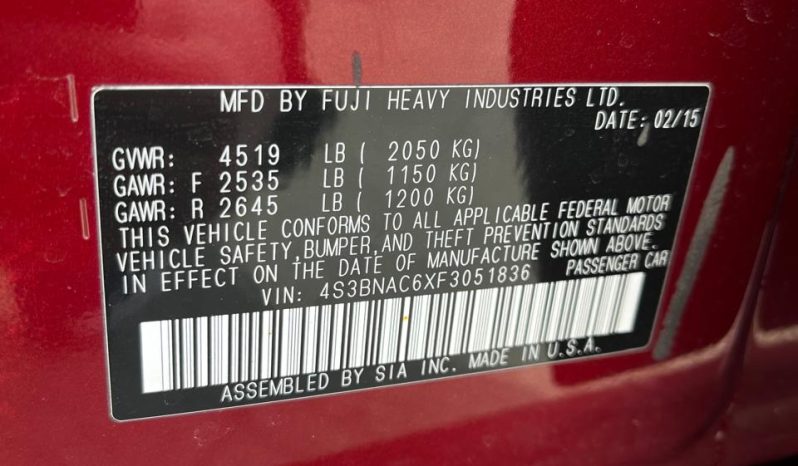 MFD BY FUJI HEAVY INDUSTRIES LTD.
DATE: 02/15
GVWR: 4519 LB ( 2050 KG)
GAWR: F 2535 LB ( 1150 KG)
GAWR: R 2645 LB ( 1200 KG)
THIS VEHICLE CONFORMS TO ALL APPLICABLE FEDERAL MOTOR
VEHICLE SAFETY, BUMPER, AND THEFT PREVENTION STANDARDS
IN EFFECT ON THE DATE OF MANUFACTURE SHOWN ABOVE.
VIN: 4S3BNAC6XF3051836 PASSENGER CAR
ASSEMBLED BY SIA INC. MADE IN U.S.A.